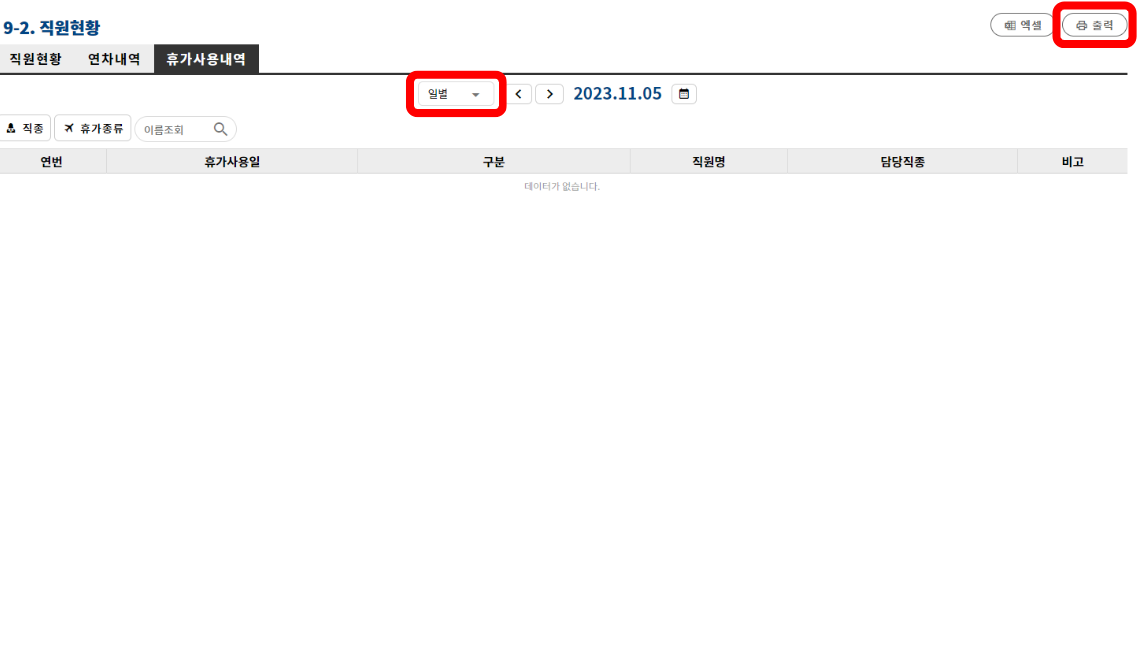 9-2. 직원현황
엑셀
출력
직원현황 연차내역 휴가사용내역
일별 2023.11.05
직종 휴가종류 이름조회
연번 휴가사용일 구분 직원명 담당직종 비고
데이터가 없습니다.